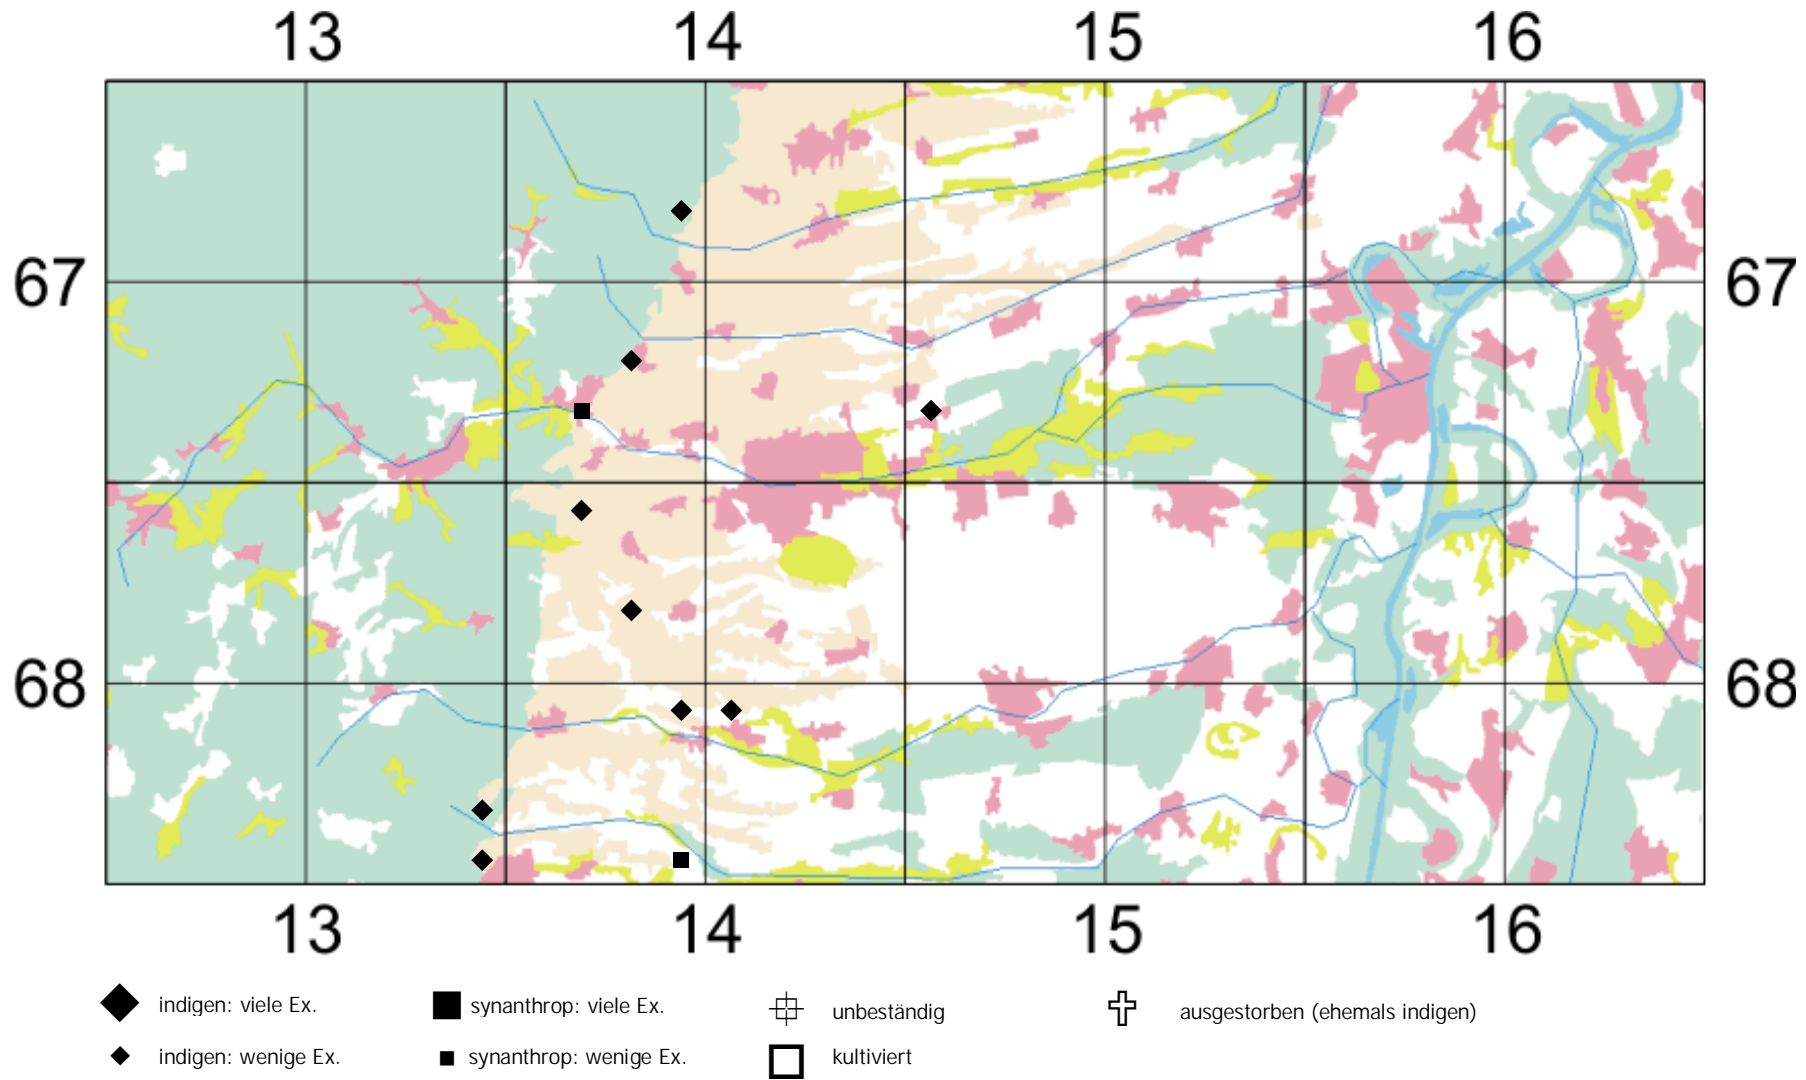 13 14 15 16
67 67
68 68
13 14 15 16
indigen: viele Ex. synanthrop: viele Ex. unbeständig ausgestorben (ehemals indigen)
indigen: wenige Ex. synanthrop: wenige Ex. kultiviert